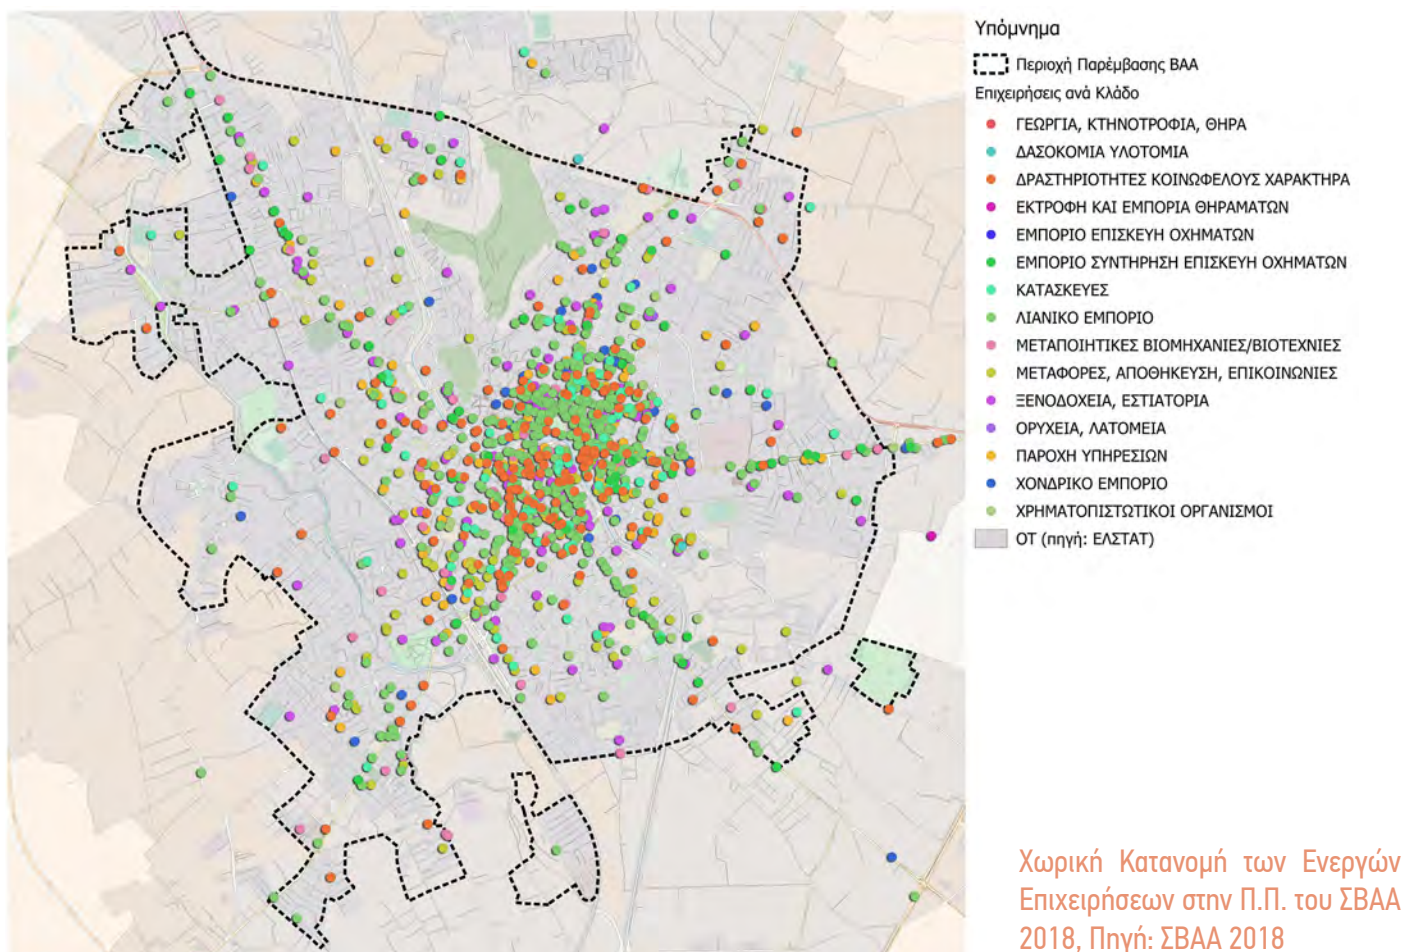 Υπόμνημα
Περιοχή Παρέμβασης ΒΑΑ
Επιχειρήσεις ανά Κλάδο
ΓΕΩΡΓΙΑ, ΚΤΗΝΟΤΡΟΦΙΑ, ΘΗΡΑ
ΔΑΣΟΚΟΜΙΑ ΥΛΟΤΟΜΙΑ
ΔΡΑΣΤΗΡΙΟΤΗΤΕΣ ΚΟΙΝΩΦΕΛΟΥΣ ΧΑΡΑΚΤΗΡΑ
ΕΚΤΡΟΦΗ ΚΑΙ ΕΜΠΟΡΙΑ ΘΗΡΑΜΑΤΩΝ
ΕΜΠΟΡΙΟ ΕΠΙΣΚΕΥΗ ΟΧΗΜΑΤΩΝ
ΕΜΠΟΡΙΟ ΣΥΝΤΗΡΗΣΗ ΕΠΙΣΚΕΥΗ ΟΧΗΜΑΤΩΝ
ΚΑΤΑΣΚΕΥΕΣ
ΛΙΑΝΙΚΟ ΕΜΠΟΡΙΟ
ΜΕΤΑΠΟΙΗΤΙΚΕΣ ΒΙΟΜΗΧΑΝΙΕΣ/ΒΙΟΤΕΧΝΙΕΣ
ΜΕΤΑΦΟΡΕΣ, ΑΠΟΘΗΚΕΥΣΗ, ΕΠΙΚΟΙΝΩΝΙΕΣ
ΞΕΝΟΔΟΧΕΙΑ, ΕΣΤΙΑΤΟΡΙΑ
ΟΡΥΧΕΙΑ, ΛΑΤΟΜΕΙΑ
ΠΑΡΟΧΗ ΥΠΗΡΕΣΙΩΝ
ΧΟΝΔΡΙΚΟ ΕΜΠΟΡΙΟ
ΧΡΗΜΑΤΟΠΙΣΤΩΤΙΚΟΙ ΟΡΓΑΝΙΣΜΟΙ
ΟΤ (πηγή: ΕΛΣΤΑΤ)
Χωρική Κατανομή των Ενεργών
Επιχειρήσεων στην Π.Π. του ΣΒΑΑ
2018, Πηγή: ΣΒΑΑ 2018